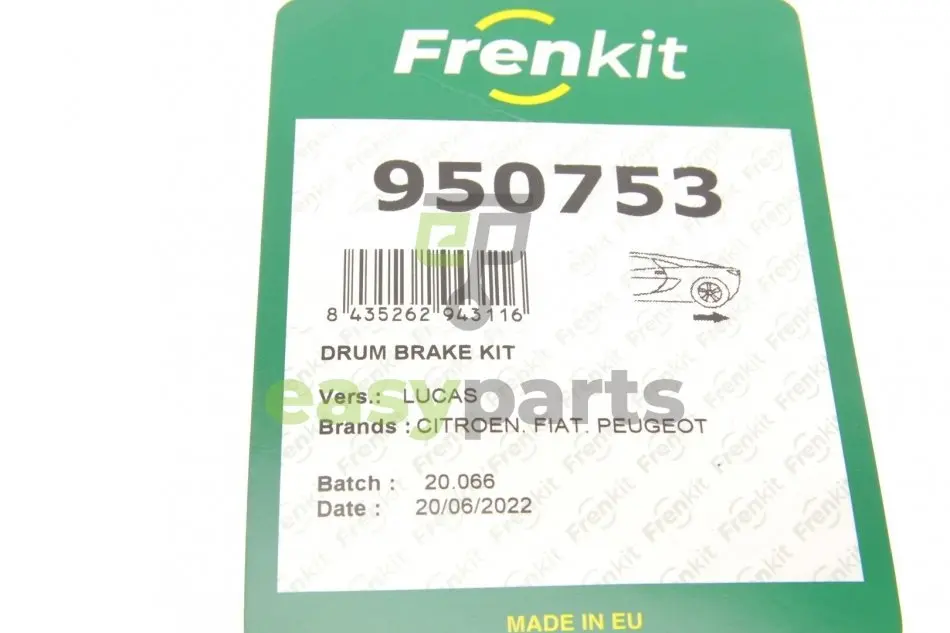 Frenkit
950753
8 435262 943116
DRUM BRAKE KIT
easyparts
Vers.: LUCAS
Brands : CITROEN. FIAT. PEUGEOT
Batch : 20.066
Date : 20/06/2022
MADE IN EU